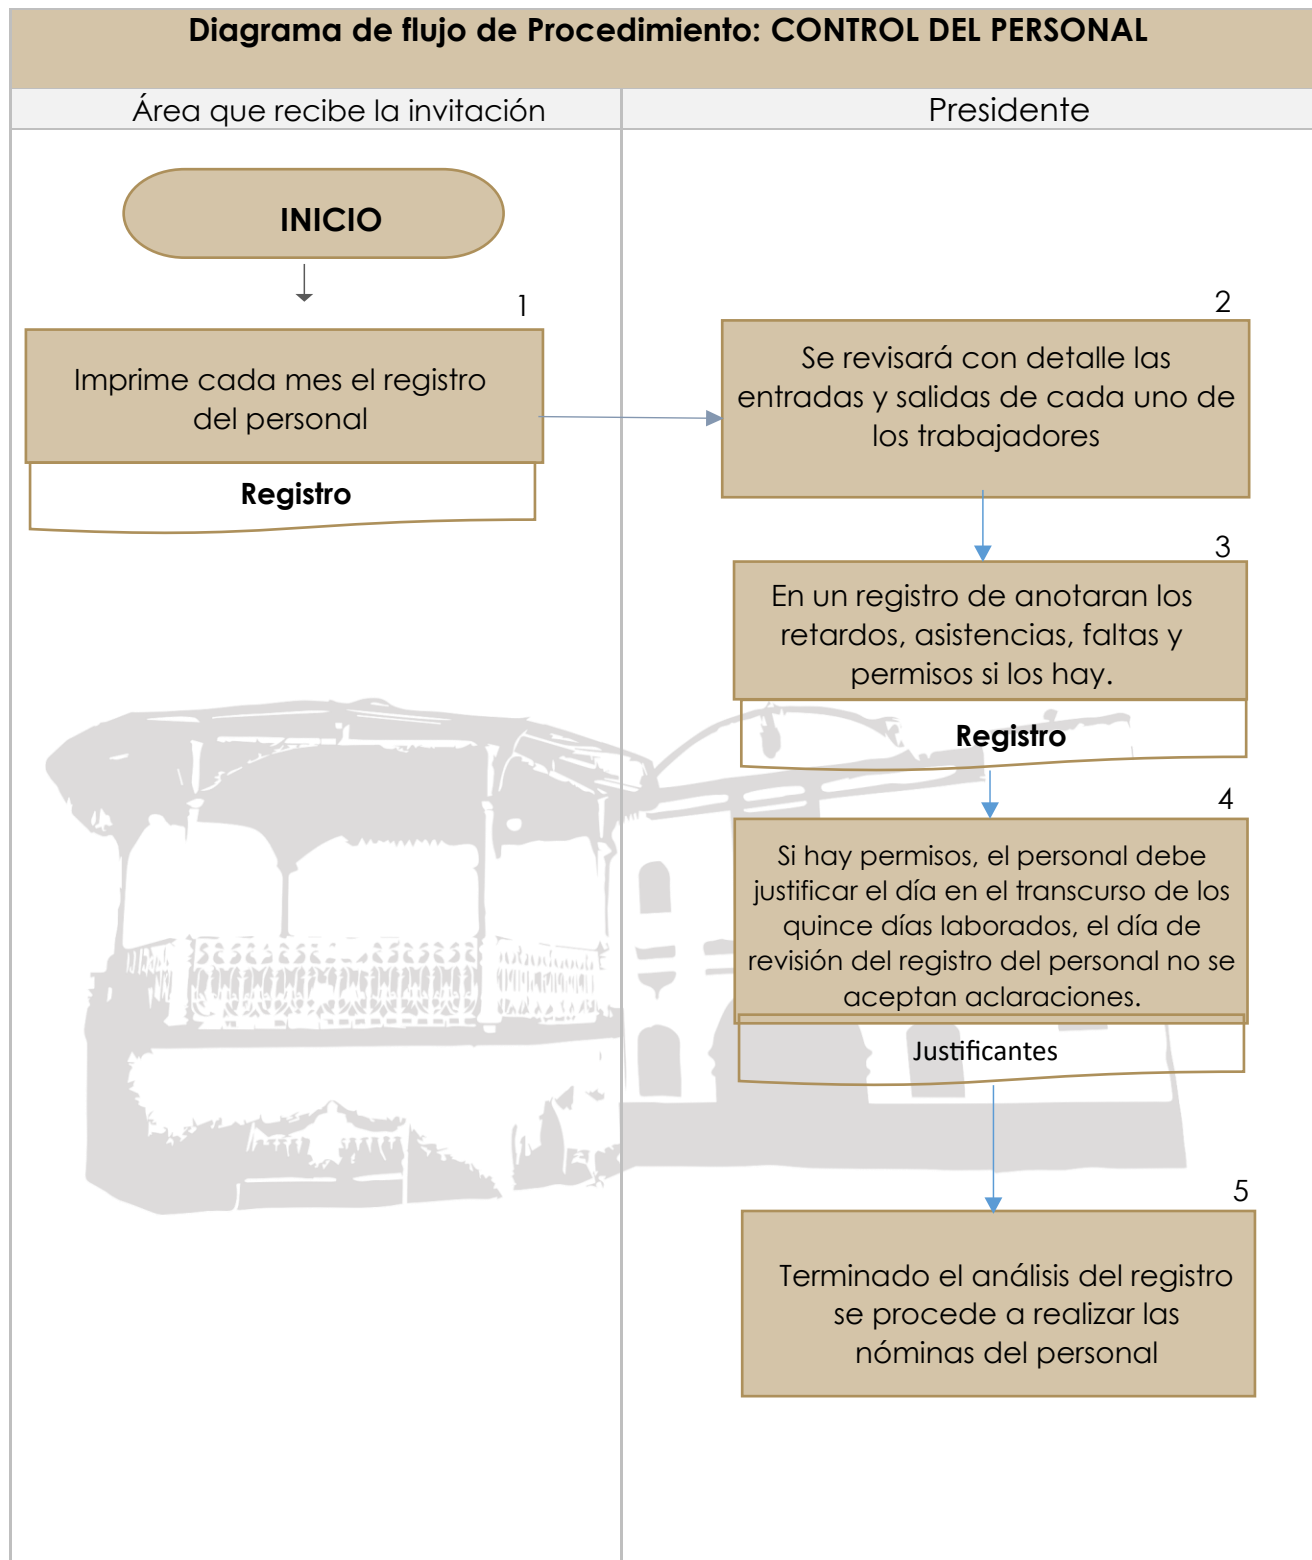 Diagrama de flujo de Procedimiento: CONTROL DEL PERSONAL
Área que recibe la invitación
Presidente
INICIO
1
Imprime cada mes el registro
del personal
Registro
2
Se revisará con detalle las
entradas y salidas de cada uno de
los trabajadores
3
En un registro de anotaran los
retardos, asistencias, faltas y
permisos si los hay.
Registro
4
Si hay permisos, el personal debe
justificar el día en el transcurso de los
quince días laborados, el día de
revisión del registro del personal no se
aceptan aclaraciones.
Justificantes
5
Terminado el análisis del registro
se procede a realizar las
nóminas del personal